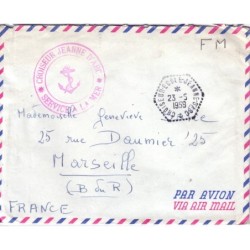 FM
CROISEUR JEANNE D'ARC
SERVICE A LA MER
23-5
1959
Mademoiselle Geneviève
25 rue Daumier 25
Marseille
(B du R)
FRANCE
PAR AVION
VIA AIR MAIL